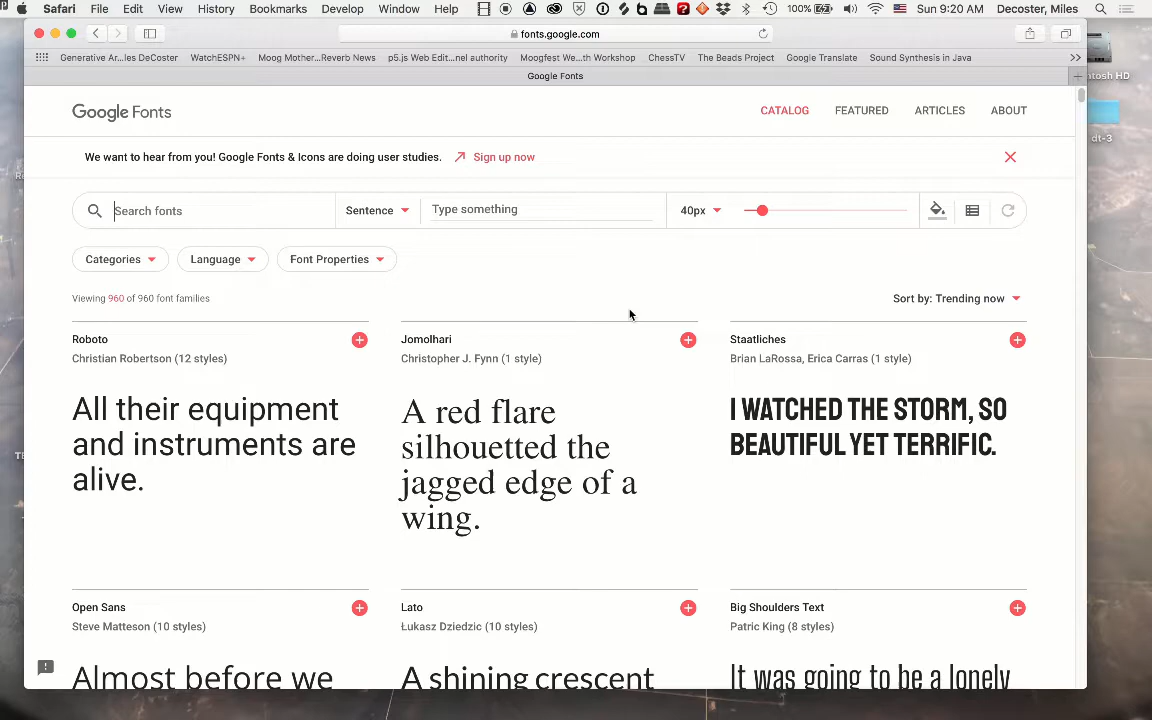 Safari File Edit View History Bookmarks Develop Window Help 100% Sun 9:20 AM Decoster, Miles
fonts.google.com
Generative Ar...les DeCoster WatchESPN+ Moog Mother...Reverb News p5.js Web Edit...nel authority Moogfest We...th Workshop ChessTV The Beads Project Google Translate Sound Synthesis in Java
Google Fonts
Google Fonts CATALOG FEATURED ARTICLES ABOUT
We want to hear from you! Google Fonts & Icons are doing user studies. Sign up now
Search fonts Sentence Type something 40px
Categories Language Font Properties
Viewing 960 of 960 font families Sort by: Trending now
Roboto
Christian Robertson (12 styles)
All their equipment
and instruments are
alive.
Jomolhari
Christopher J. Fynn (1 style)
A red flare
silhouetted the
jagged edge of a
wing.
Staatliches
Brian LaRossa, Erica Carras (1 style)
I WATCHED THE STORM, SO
BEAUTIFUL YET TERRIFIC.
Open Sans
Steve Matteson (10 styles)
Almost before we
Lato
Łukasz Dziedzic (10 styles)
A shining crescent
Big Shoulders Text
Patric King (8 styles)
It was going to be a lonely
dt-3